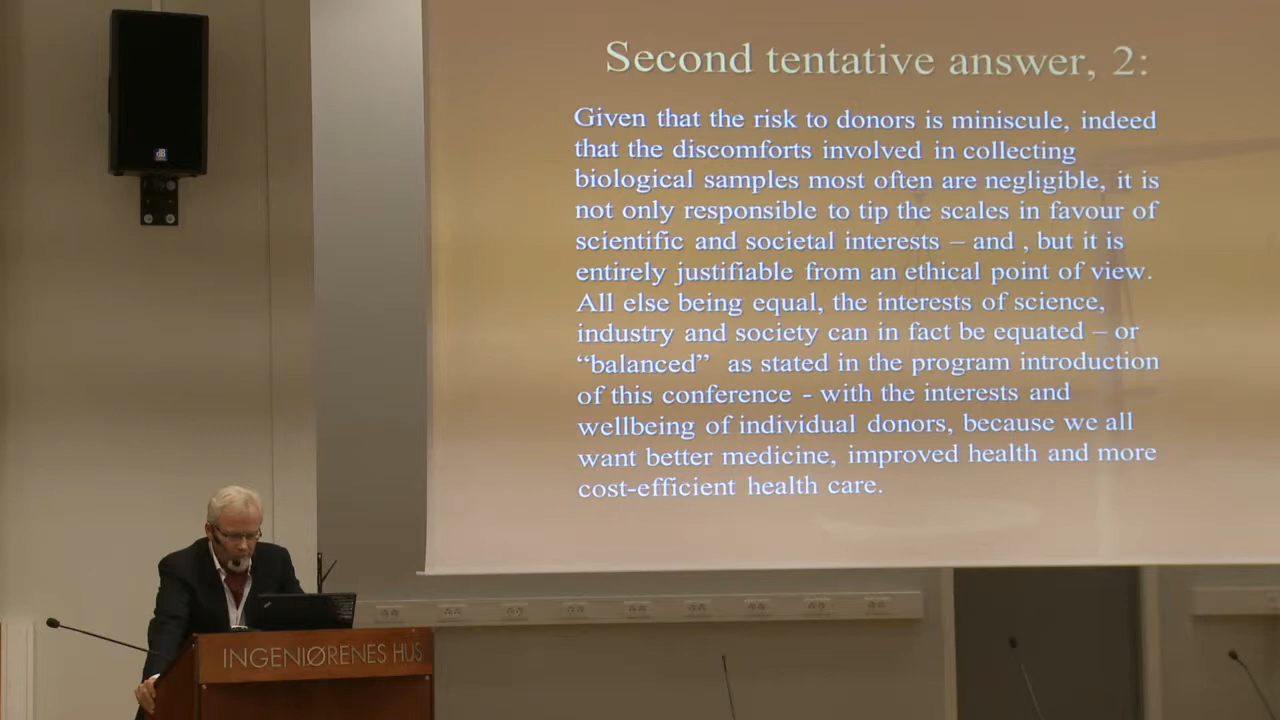 Second tentative answer, 2:
Given that the risk to donors is miniscule, indeed
that the discomforts involved in collecting
biological samples most often are negligible, it is
not only responsible to tip the scales in favour of
scientific and societal interests – and , but it is
entirely justifiable from an ethical point of view.
All else being equal, the interests of science,
industry and society can in fact be equated – or
“balanced”  as stated in the program introduction
of this conference - with the interests and
wellbeing of individual donors, because we all
want better medicine, improved health and more
cost-efficient health care.
INGENIØRENES HUS